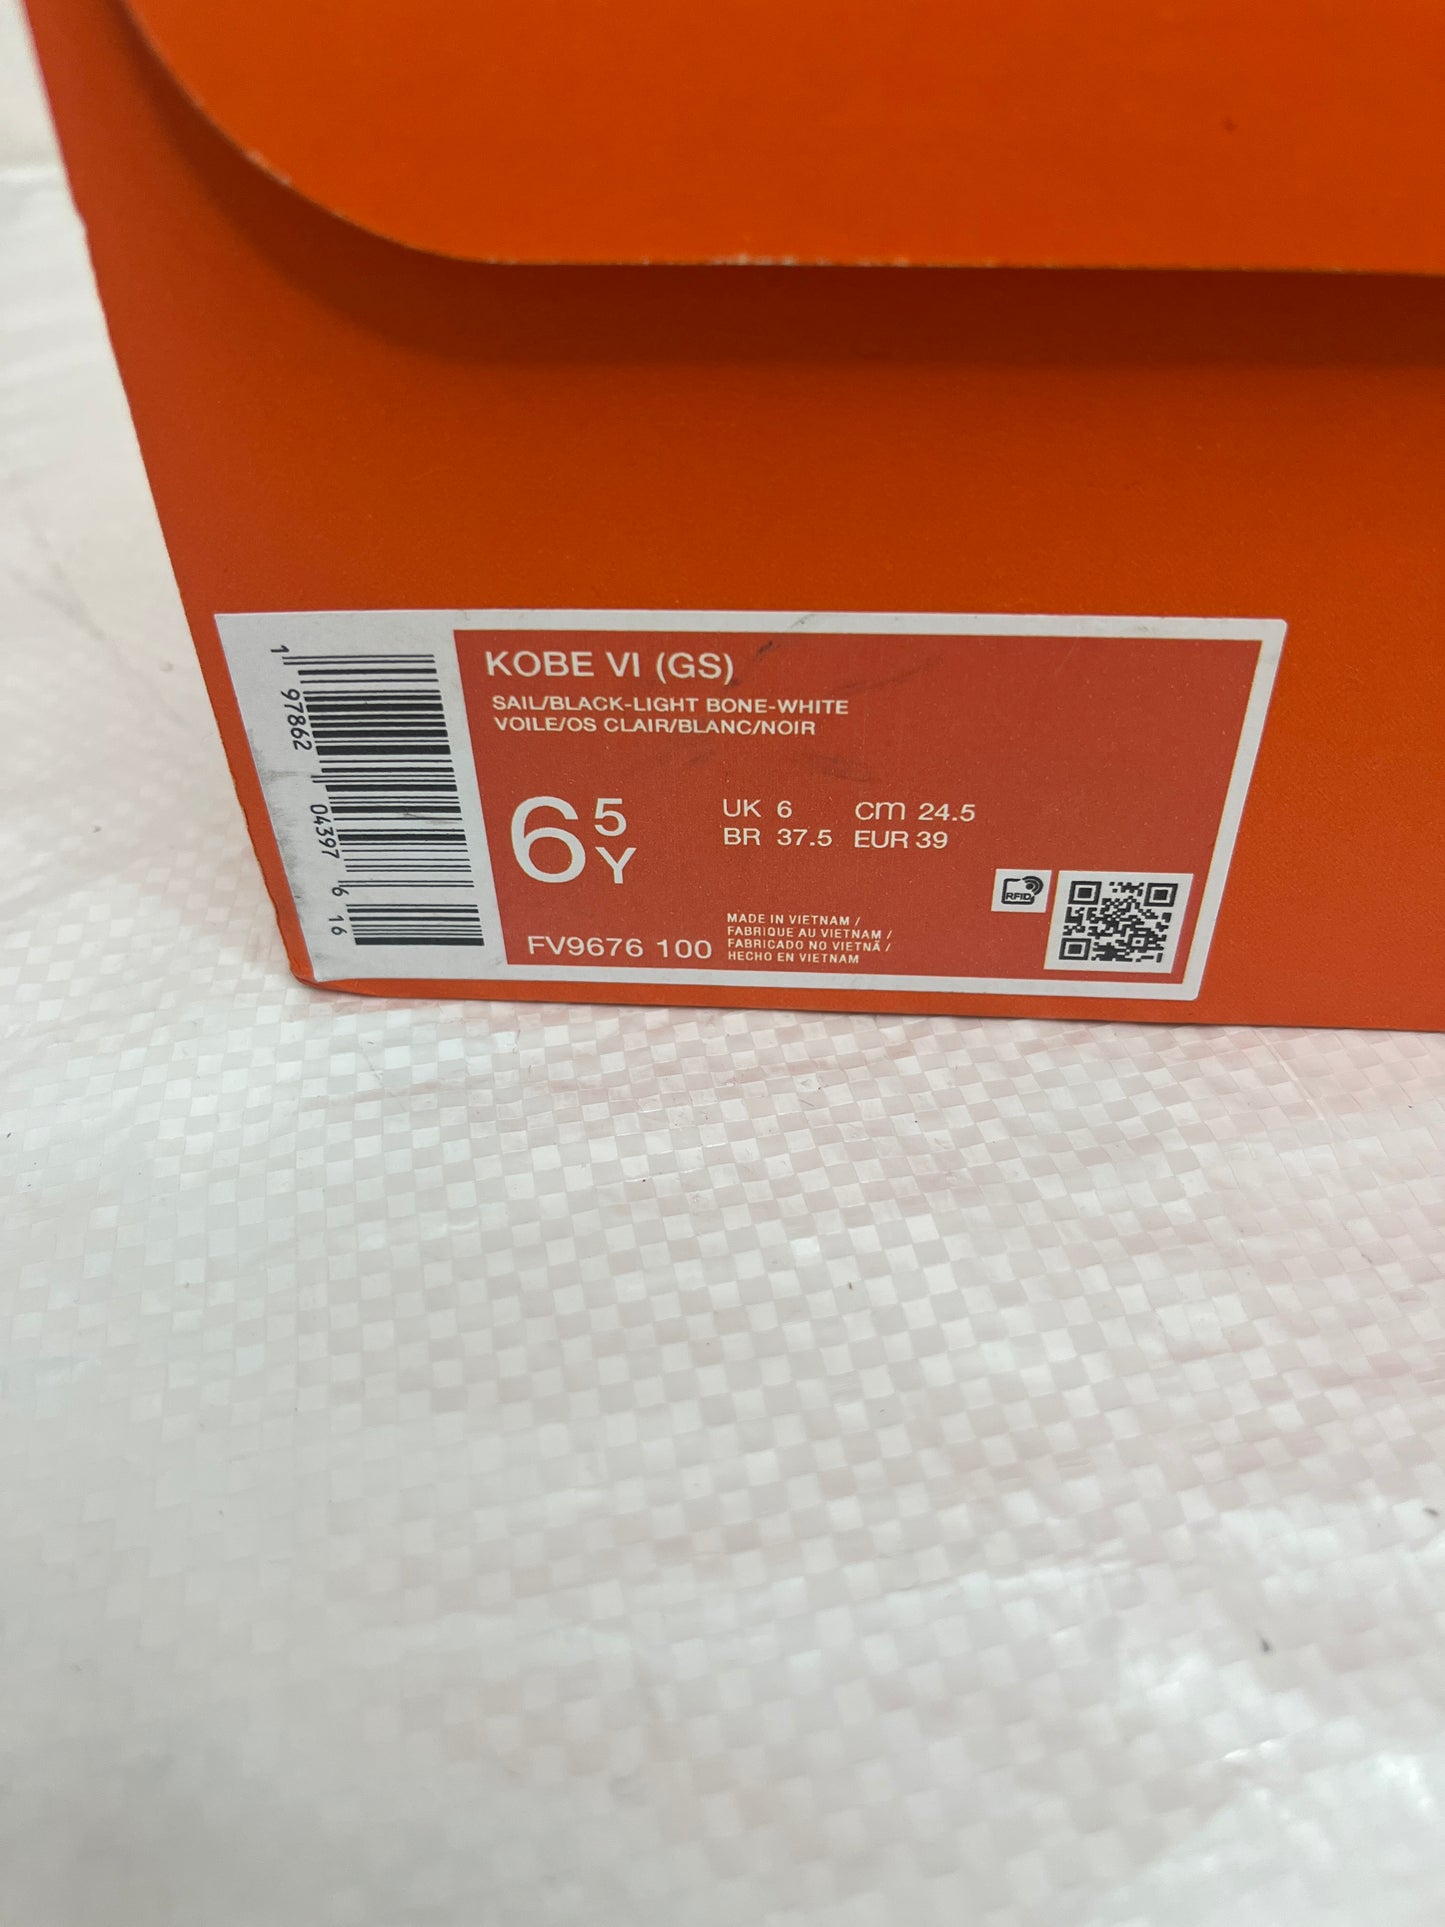 KOBE VI (GS)
SAIL/BLACK-LIGHT BONE-WHITE
VOILE/OS CLAIR/BLANC/NOIR
6 5 Y
UK 6 cm 24.5
BR 37.5 EUR 39
FV9676 100
MADE IN VIETNAM /
FABRIQUE AU VIETNAM /
FABRICADO NO VIETNÃ /
HECHO EN VIETNAM
RFID
1 97862 04397 6 16